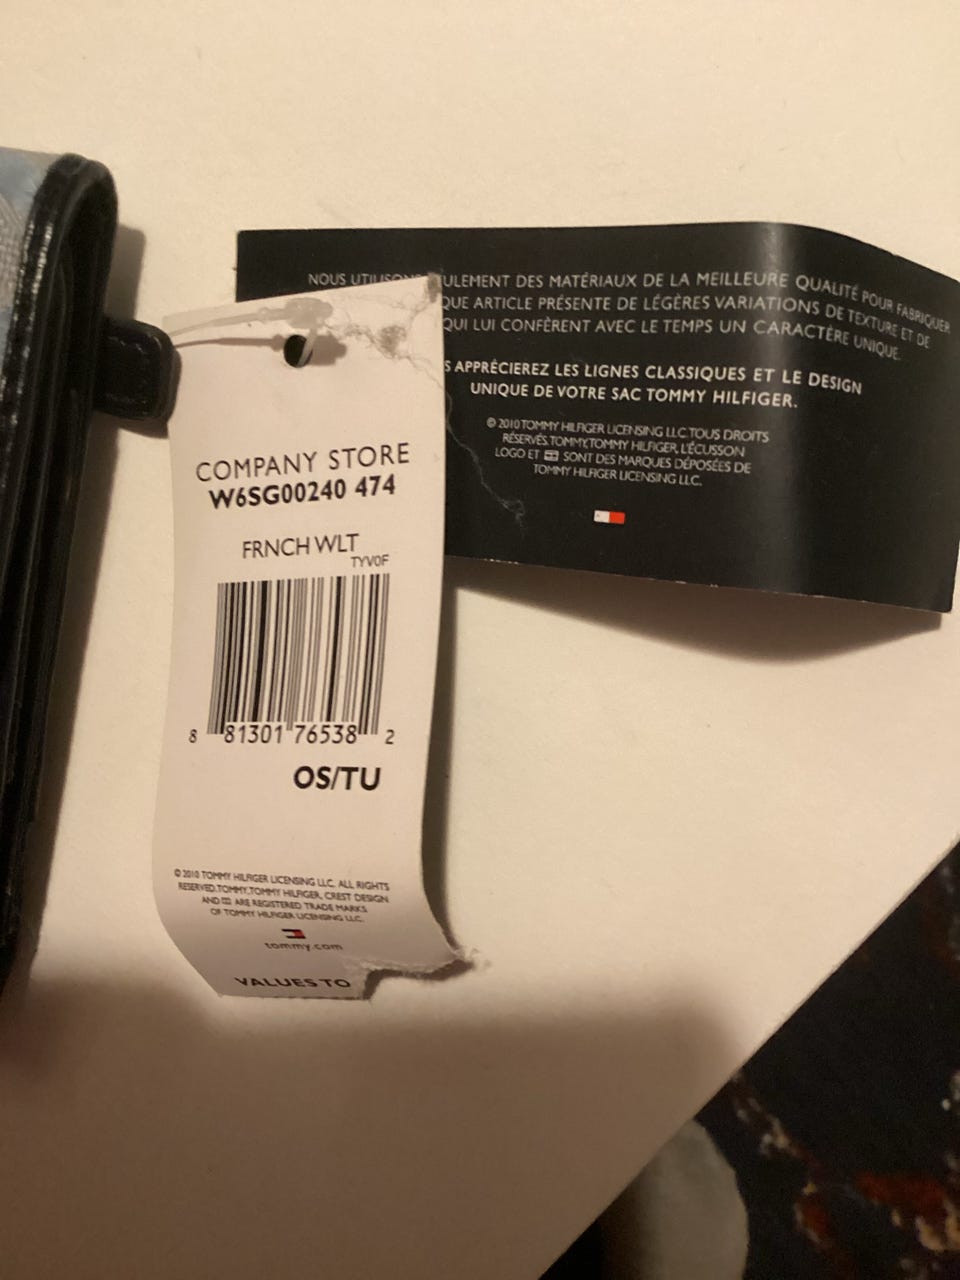 NOUS UTILISONS SEULEMENT DES MATÉRIAUX DE LA MEILLEURE QUALITÉ POUR FABRIQUER
QUE ARTICLE PRÉSENTE DE LÉGÈRES VARIATIONS DE TEXTURE ET DE
QUI LUI CONFÈRENT AVEC LE TEMPS UN CARACTÈRE UNIQUE.
S APPRÉCIEREZ LES LIGNES CLASSIQUES ET LE DESIGN
UNIQUE DE VOTRE SAC TOMMY HILFIGER.
© 2010 TOMMY HILFIGER LICENSING LLC. TOUS DROITS
RÉSERVÉS. TOMMY, TOMMY HILFIGER, L'ÉCUSSON
LOGO ET SONT DES MARQUES DÉPOSÉES DE
TOMMY HILFIGER LICENSING LLC.
COMPANY STORE
W6SG00240 474
FRNCH WLT
TYV0F
8 81301 76538 2
OS/TU
© 2010 TOMMY HILFIGER LICENSING LLC. ALL RIGHTS
RESERVED. TOMMY, TOMMY HILFIGER, CREST DESIGN
AND ARE REGISTERED TRADE MARKS
OF TOMMY HILFIGER LICENSING LLC.
tommy.com
VALUES TO